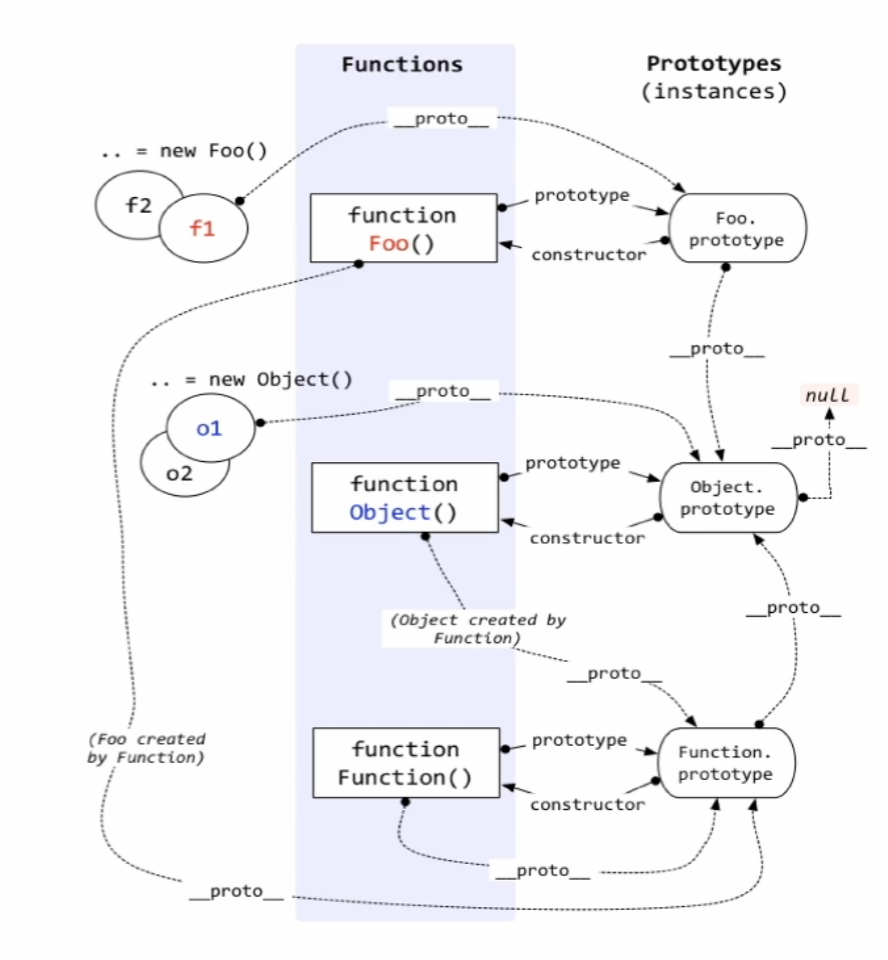 Functions
Prototypes
(instances)
__proto__
.. = new Foo()
f2
f1
function
Foo()
prototype
constructor
Foo.
prototype
__proto__
.. = new Object()
__proto__
null
__proto__
o1
o2
function
Object()
prototype
constructor
Object.
prototype
(Object created by
Function)
__proto__
__proto__
(Foo created
by Function)
function
Function()
prototype
constructor
Function.
prototype
__proto__
__proto__